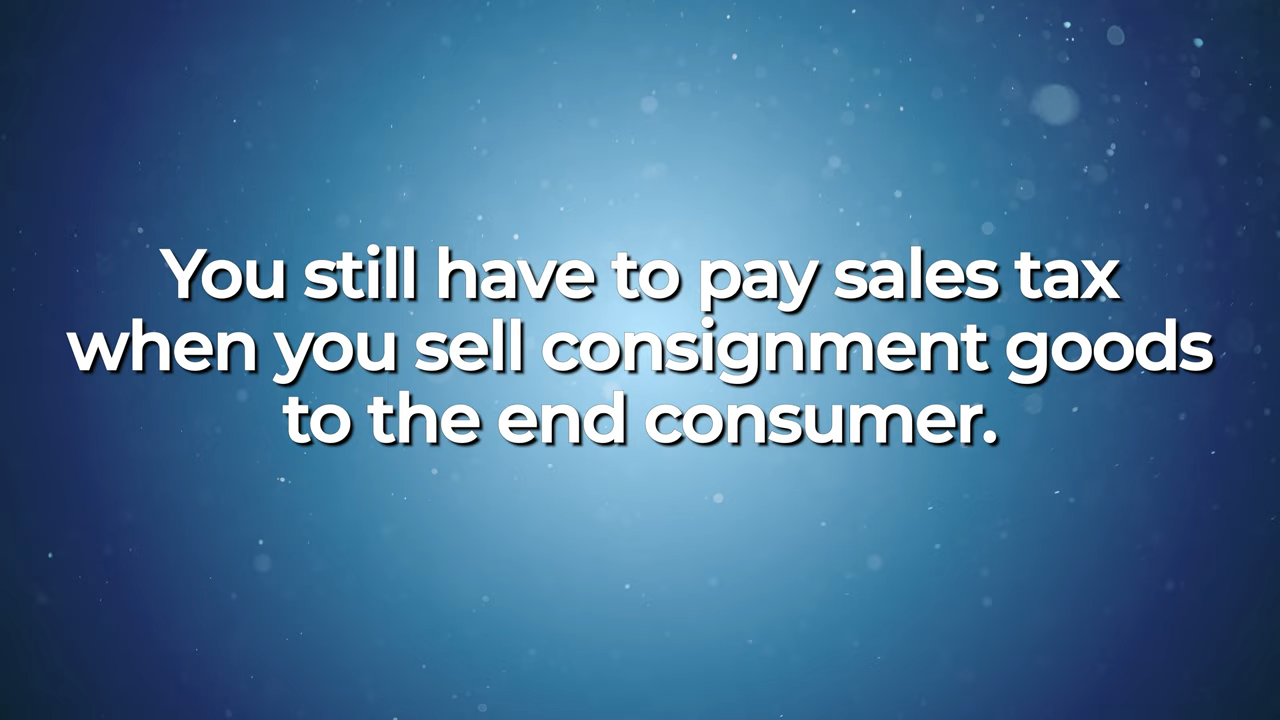 You still have to pay sales tax
when you sell consignment goods
to the end consumer.